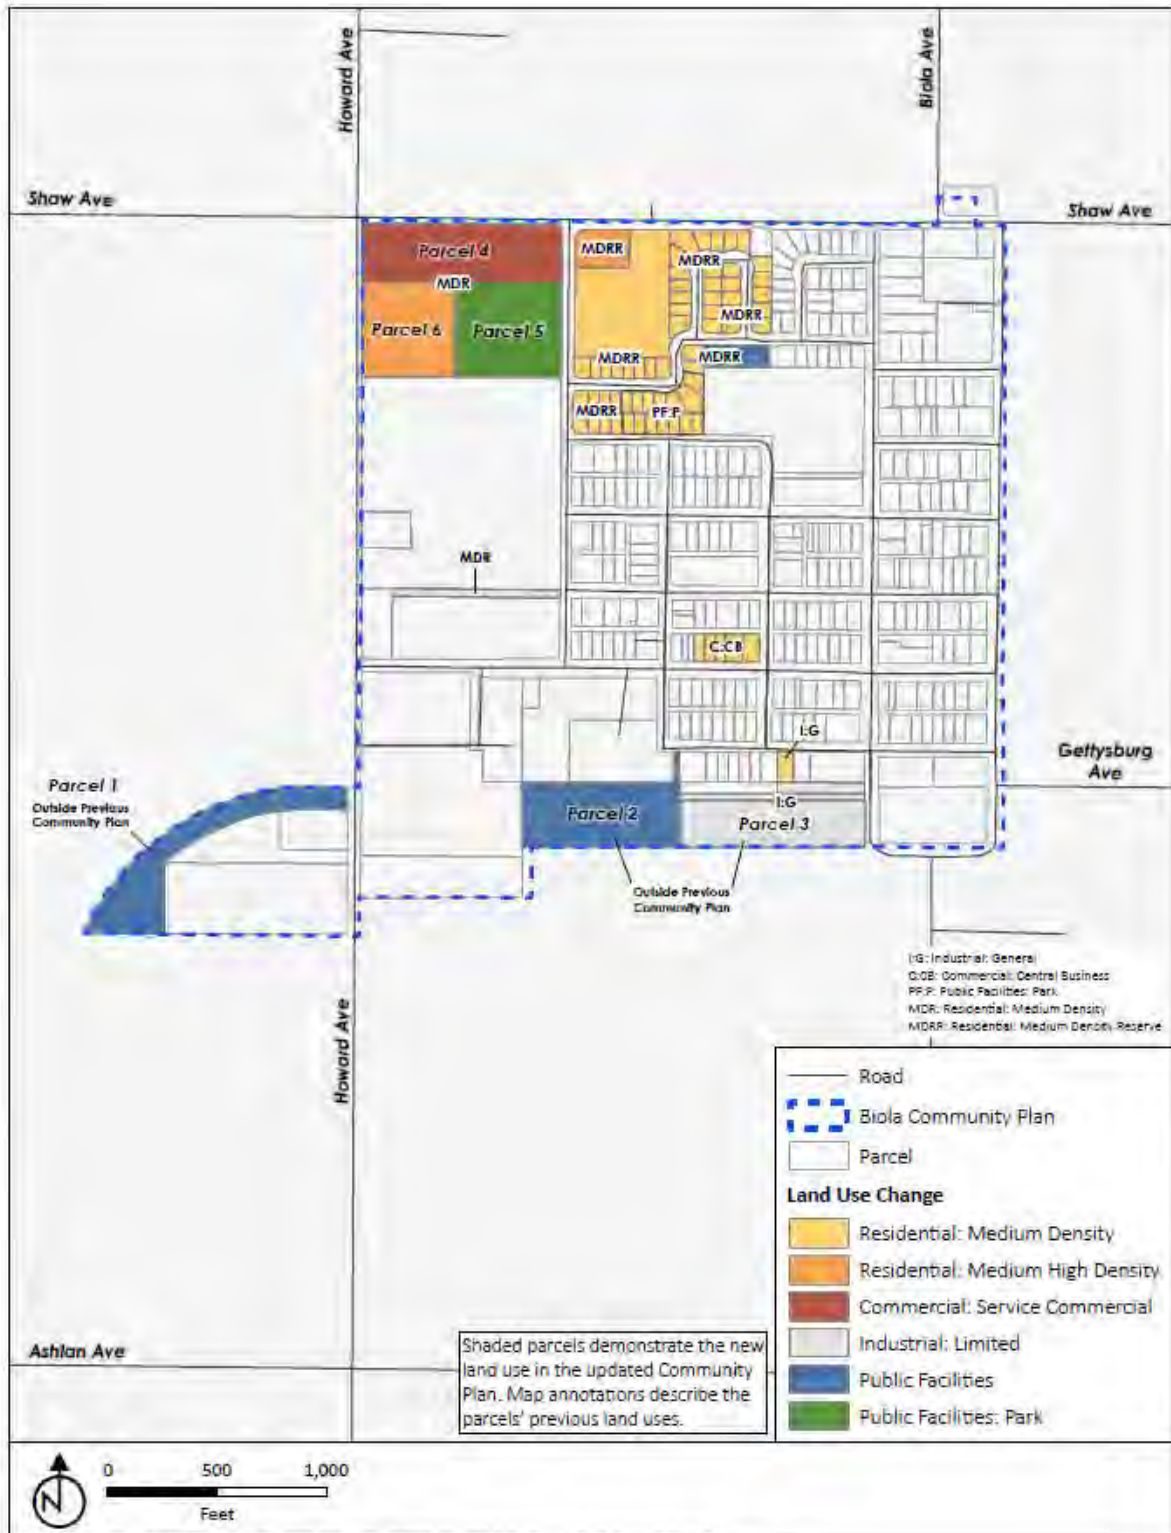 Howard Ave
Biola Ave
Shaw Ave
Shaw Ave
Parcel 4
MDR
Parcel 6
Parcel 5
MDRR
MDRR
MDRR
MDRR
MDRR
MDRR
PF:P
MDR
C:CB
I:G
Gettysburg
Ave
Parcel 1
Outside Previous
Community Plan
Parcel 2
I:G
Parcel 3
Outside Previous
Community Plan
I:G: Industrial: General
C:CB: Commercial: Central Business
PF:P: Public Facilities: Park
MDR: Residential: Medium Density
MDRR: Residential: Medium Density Reserve
Howard Ave
Road
Biola Community Plan
Parcel
Land Use Change
Residential: Medium Density
Residential: Medium High Density
Commercial: Service Commercial
Industrial: Limited
Public Facilities
Public Facilities: Park
Ashlan Ave
Shaded parcels demonstrate the new
land use in the updated Community
Plan. Map annotations describe the
parcels' previous land uses.
N
0 500 1,000
Feet